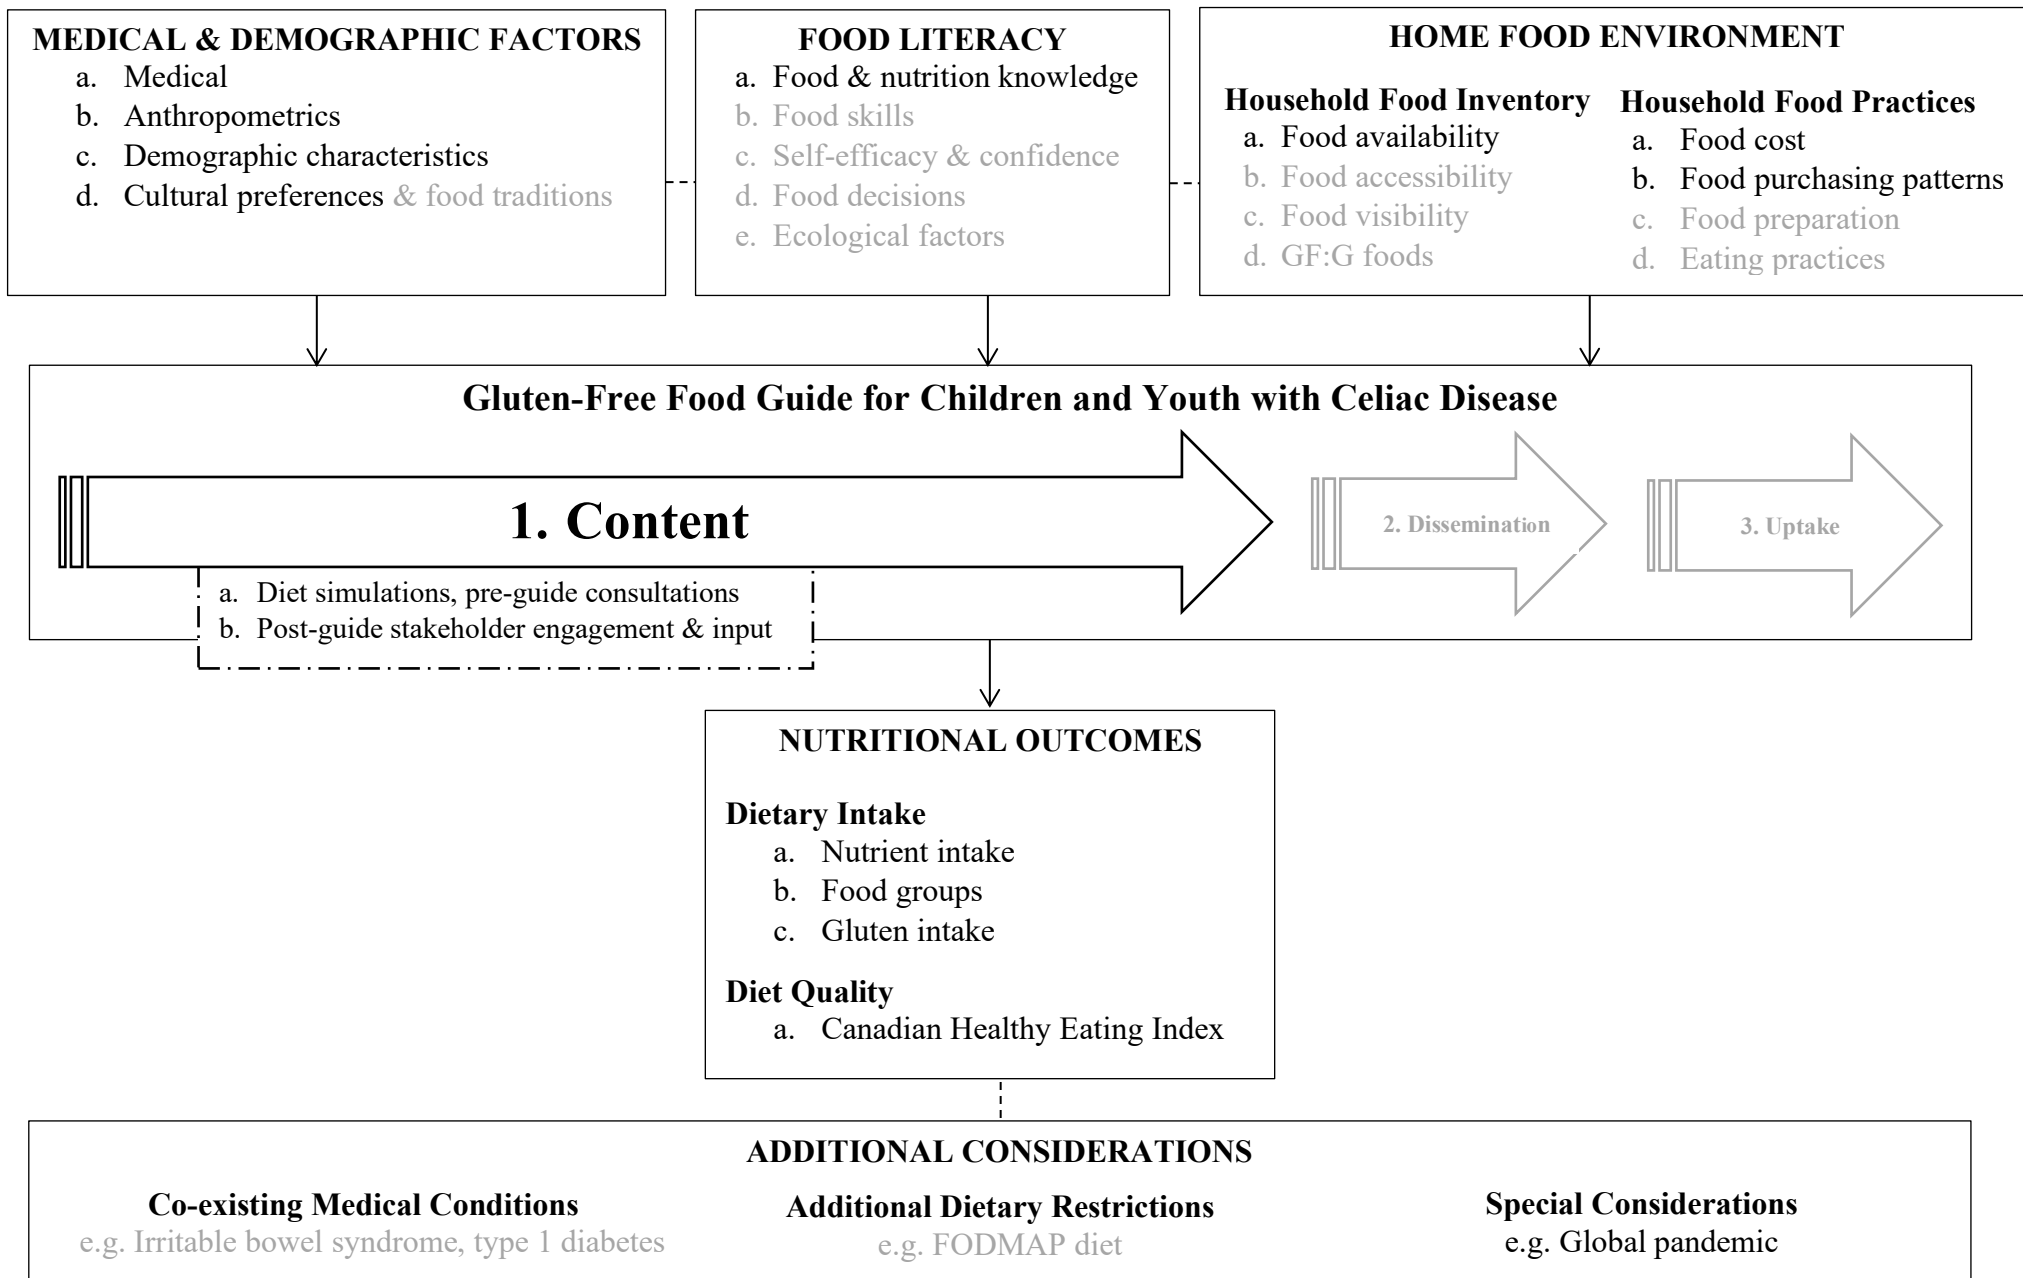 MEDICAL & DEMOGRAPHIC FACTORS
a. Medical
b. Anthropometrics
c. Demographic characteristics
d. Cultural preferences & food traditions
FOOD LITERACY
a. Food & nutrition knowledge
b. Food skills
c. Self-efficacy & confidence
d. Food decisions
e. Ecological factors
HOME FOOD ENVIRONMENT
Household Food Inventory
a. Food availability
b. Food accessibility
c. Food visibility
d. GF:G foods
Household Food Practices
a. Food cost
b. Food purchasing patterns
c. Food preparation
d. Eating practices
Gluten-Free Food Guide for Children and Youth with Celiac Disease
1. Content
2. Dissemination
3. Uptake
a. Diet simulations, pre-guide consultations
b. Post-guide stakeholder engagement & input
NUTRITIONAL OUTCOMES
Dietary Intake
a. Nutrient intake
b. Food groups
c. Gluten intake
Diet Quality
a. Canadian Healthy Eating Index
ADDITIONAL CONSIDERATIONS
Co-existing Medical Conditions
e.g. Irritable bowel syndrome, type 1 diabetes
Additional Dietary Restrictions
e.g. FODMAP diet
Special Considerations
e.g. Global pandemic